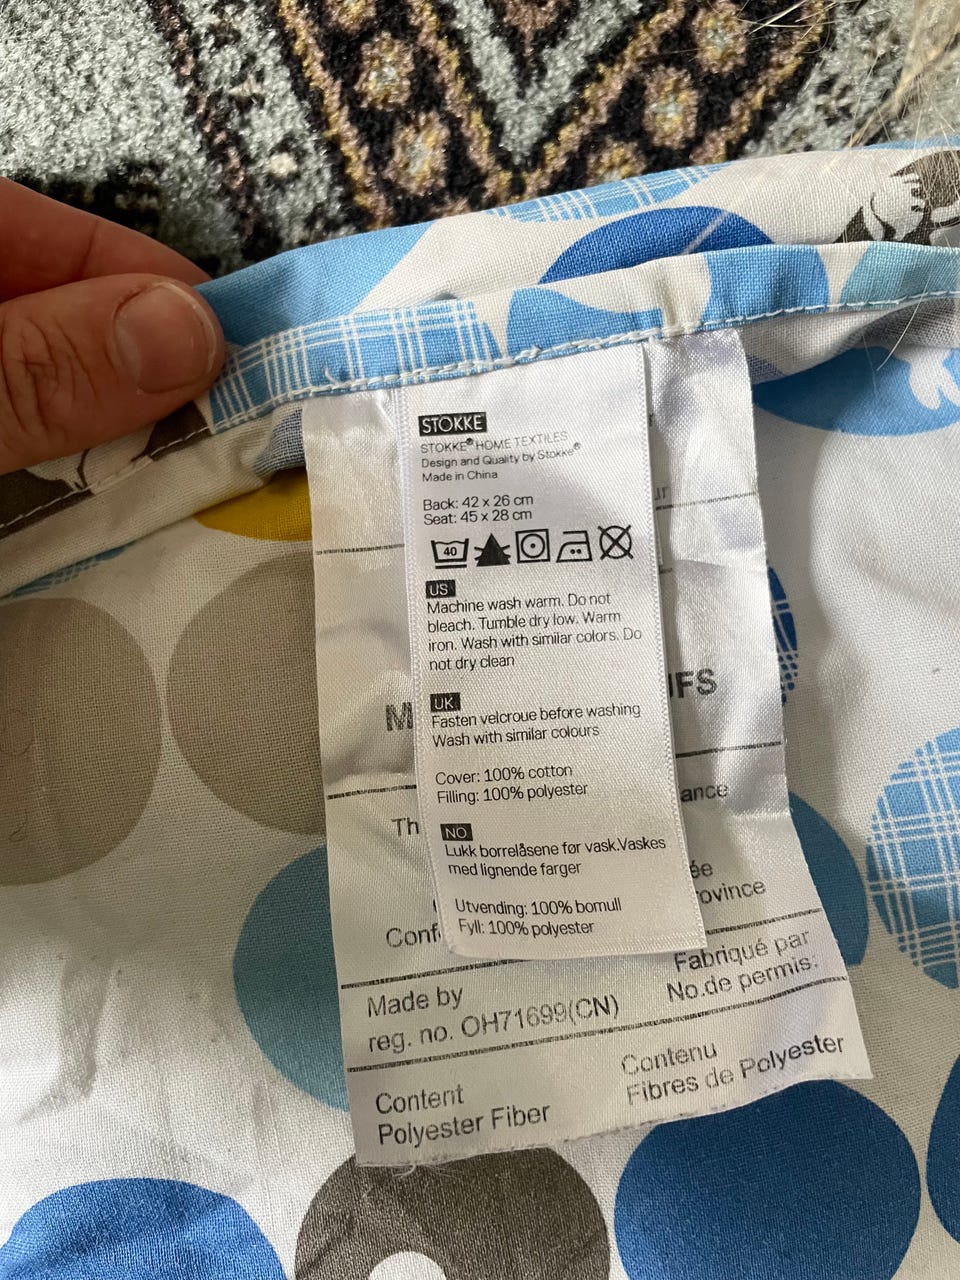 STOKKE
STOKKE® HOME TEXTILES
Design and Quality by Stokke®
Made in China
Back: 42 x 26 cm
Seat: 45 x 28 cm
40
US
Machine wash warm. Do not
bleach. Tumble dry low. Warm
iron. Wash with similar colors. Do
not dry clean
UK
Fasten velcroue before washing
Wash with similar colours
Cover: 100% cotton
Filling: 100% polyester
NO
Lukk borrelåsene før vask.Vaskes
med lignende farger
Utvending: 100% bomull
Fyll: 100% polyester
Made by
reg. no. OH71699(CN)
Fabriqué par
No.de permis:
Content
Polyester Fiber
Contenu
Fibres de Polyester